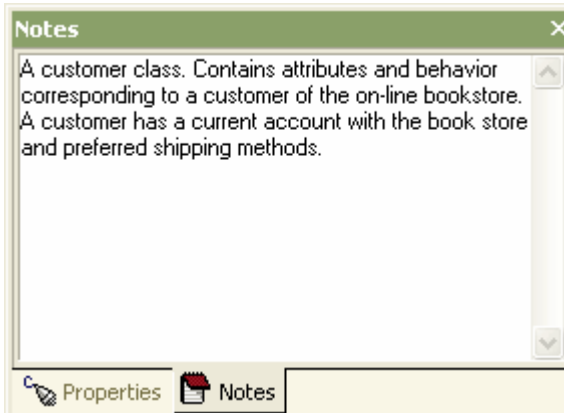 Notes
A customer class. Contains attributes and behavior
corresponding to a customer of the on-line bookstore.
A customer has a current account with the book store
and preferred shipping methods.
Properties Notes